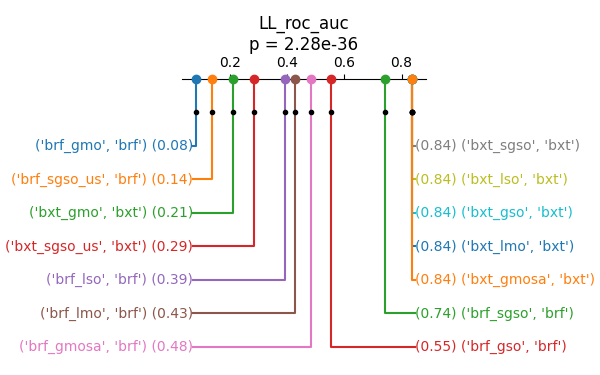 LL_roc_auc
p = 2.28e-36
0.2 0.4 0.6 0.8
('brf_gmo', 'brf') (0.08)
(0.84) ('bxt_sgso', 'bxt')
('brf_sgso_us', 'brf') (0.14)
(0.84) ('bxt_lso', 'bxt')
('bxt_gmo', 'bxt') (0.21)
(0.84) ('bxt_gso', 'bxt')
('bxt_sgso_us', 'bxt') (0.29)
(0.84) ('bxt_lmo', 'bxt')
('brf_lso', 'brf') (0.39)
(0.84) ('bxt_gmosa', 'bxt')
('brf_lmo', 'brf') (0.43)
(0.74) ('brf_sgso', 'brf')
('brf_gmosa', 'brf') (0.48)
(0.55) ('brf_gso', 'brf')